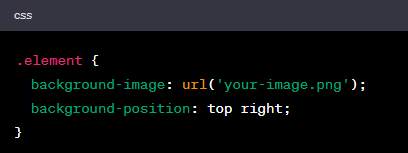 css
.element {
  background-image: url('your-image.png');
  background-position: top right;
}